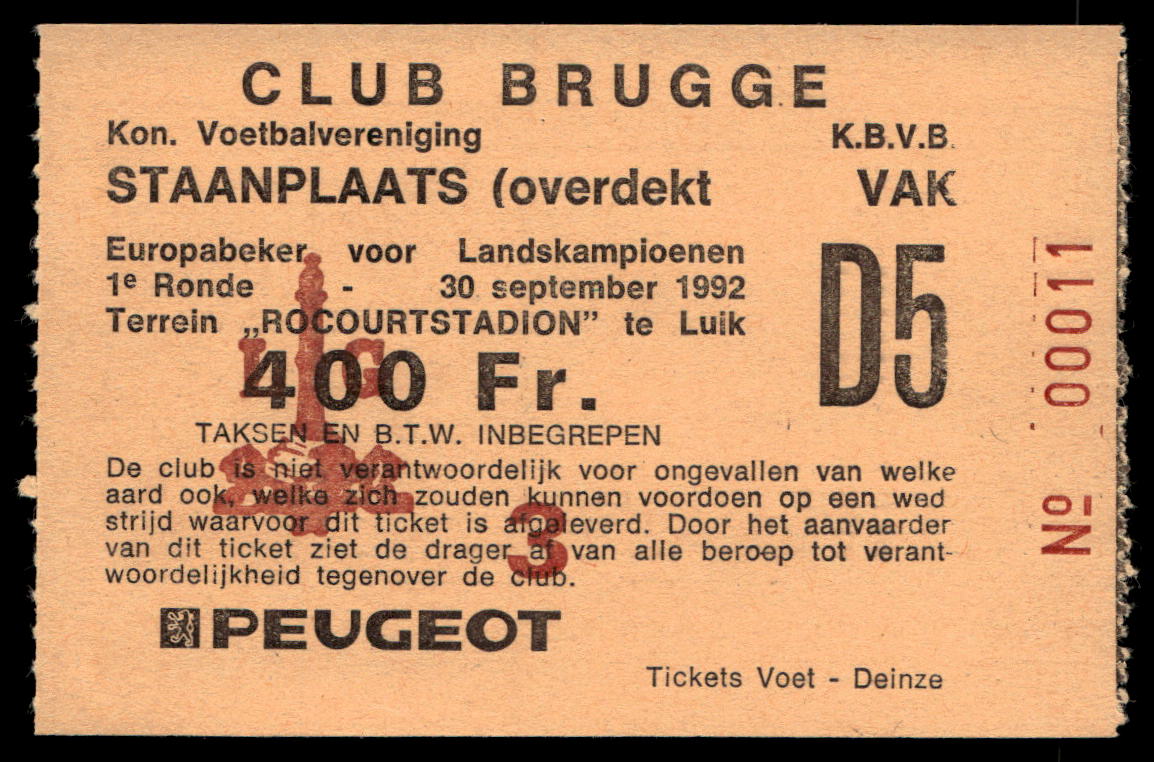 CLUB BRUGGE
Kon. Voetbalvereniging K.B.V.B.
STAANPLAATS (overdekt VAK
Europabeker voor Landskampioenen
1e Ronde - 30 september 1992
Terrein „ROCOURTSTADION” te Luik
D5
400 Fr.
L G
TAKSEN EN B.T.W. INBEGREPEN
De club is niet verantwoordelijk voor ongevallen van welke
aard ook, welke zich zouden kunnen voordoen op een wed
strijd waarvoor dit ticket is afgeleverd. Door het aanvaarder
van dit ticket ziet de drager af van alle beroep tot verant-
woordelijkheid tegenover de club.
3
PEUGEOT
Tickets Voet - Deinze
Nº 00011